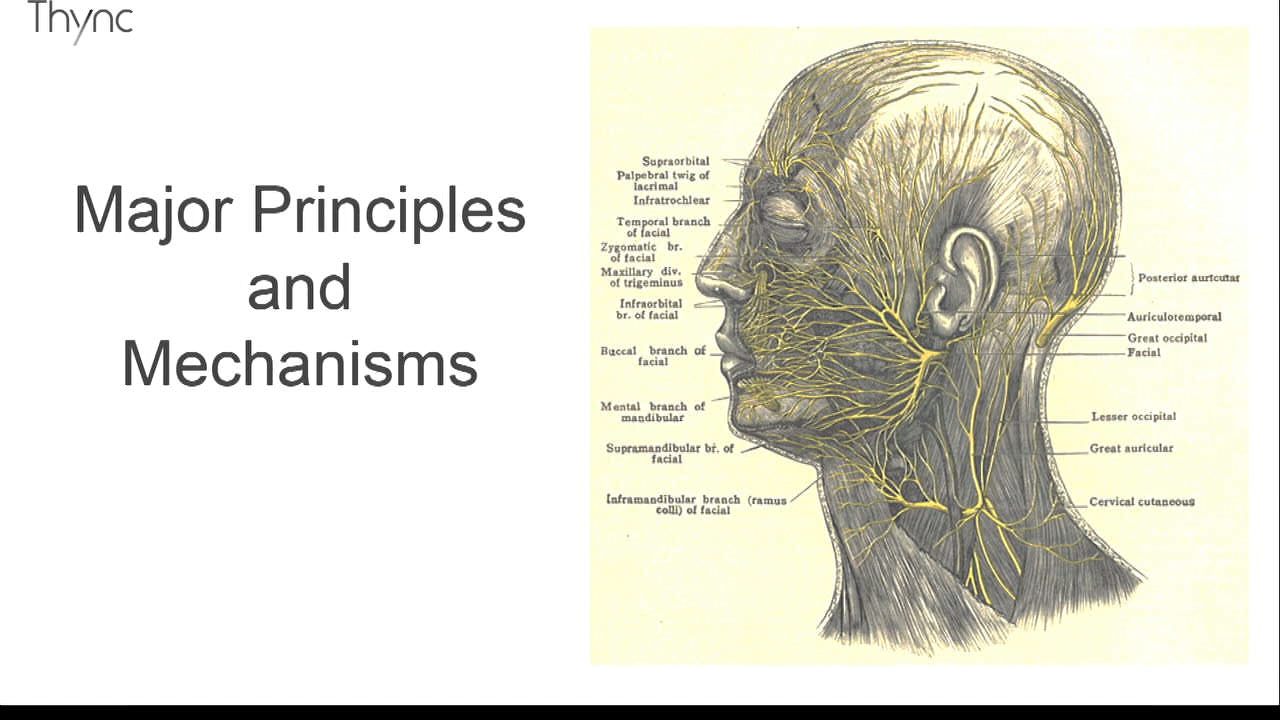 Thync
Major Principles
and
Mechanisms
Supraorbital
Palpebral twig of
lacrimal
Infratrochlear
Temporal branch
of facial
Zygomatic br.
of facial
Maxillary div.
of trigeminus
Infraorbital
br. of facial
Buccal branch of
facial
Mental branch of
mandibular
Supramandibular br. of
facial
Inframandibular branch (ramus
colli) of facial
Posterior auricular
Auriculotemporal
Great occipital
Facial
Lesser occipital
Great auricular
Cervical cutaneous